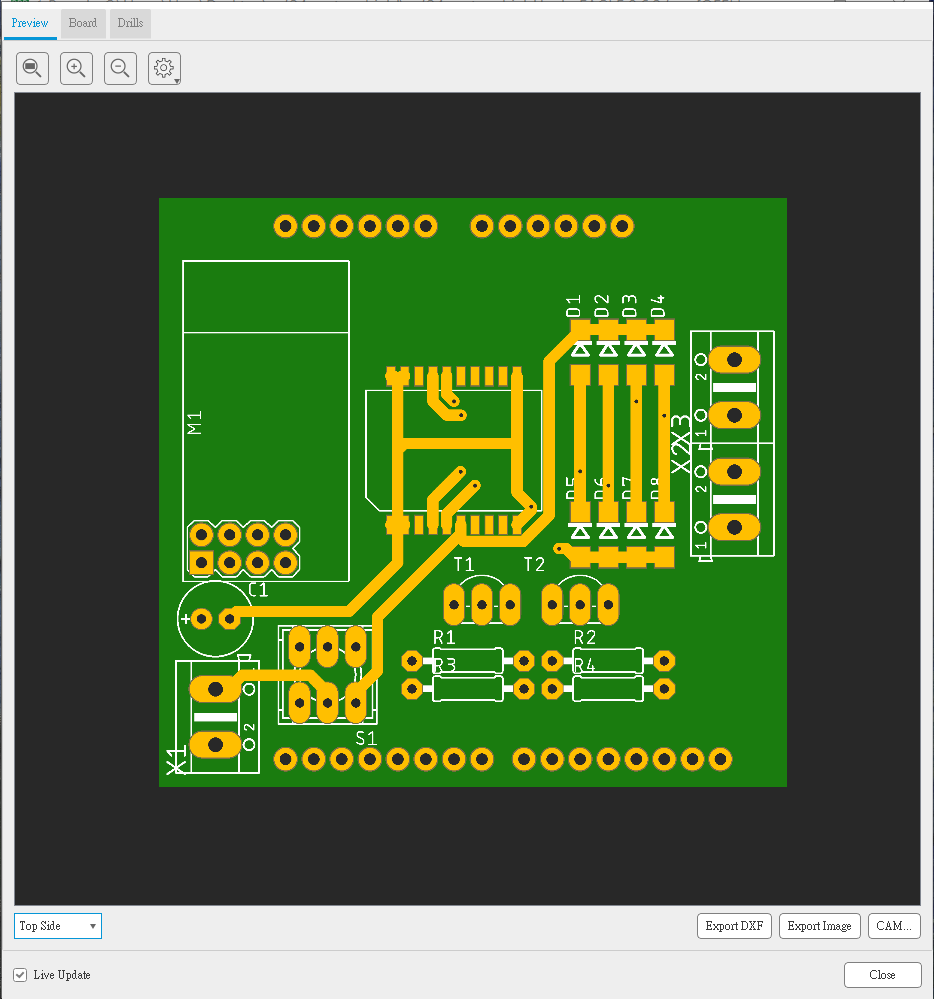 Preview
Board
Drills
D1
D2
D3
D4
2
M1
1
X2
X3
D5
D6
D7
D8
2
1
T1
T2
C1
+
R1
R2
R3
R4
2
S1
X1
Top Side
Export DXF
Export Image
CAM...
Live Update
Close